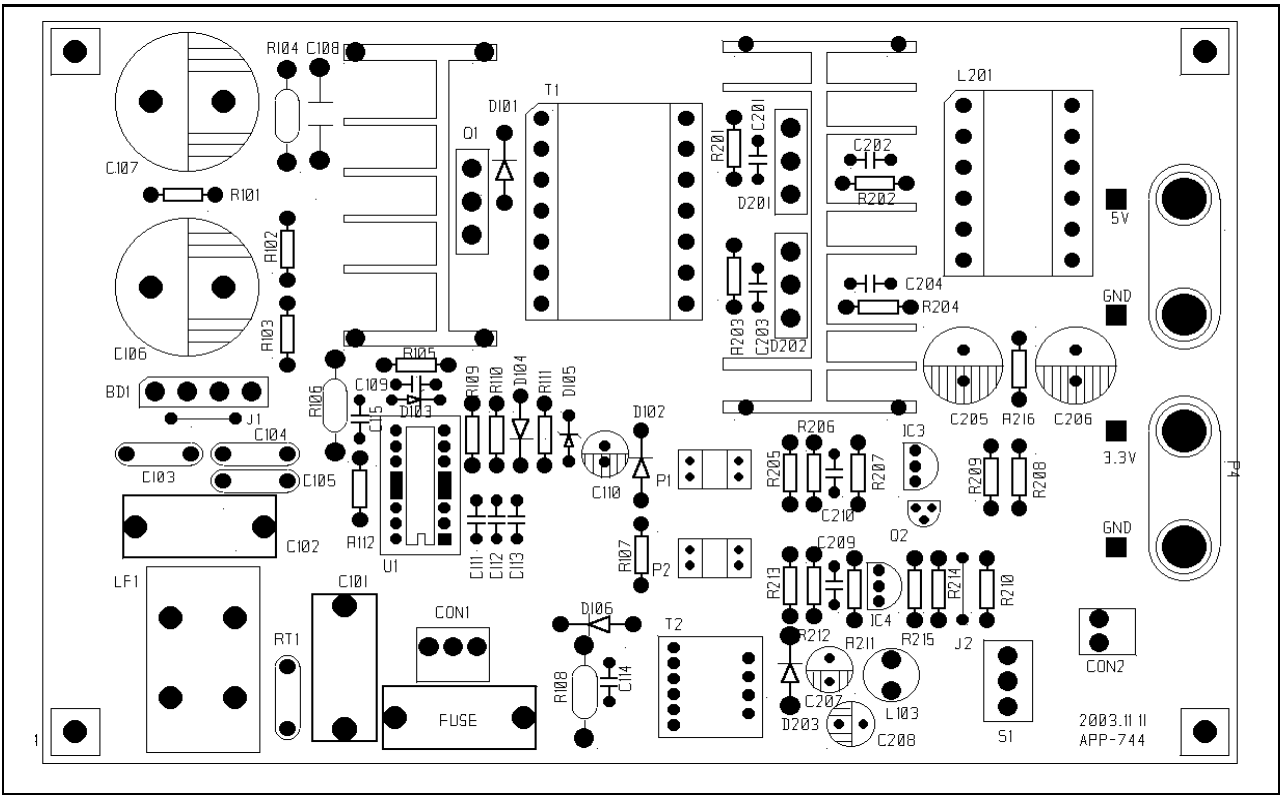 R104
C108
T1
L201
D101
Q1
R201
C201
C202
C107
R101
R202
D201
5V
R102
GND
C204
R204
R103
R203
C203
D202
C106
R105
R109
R110
D104
R111
D105
BD1
R106
C109
C115
D103
D102
C205
R216
C206
J1
C104
R206
IC3
C103
C105
C110
P1
R205
R207
R209
R208
3.3V
P4
C210
C102
R112
U1
C111
C112
C113
R107
P2
Q2
GND
C209
R213
R214
R210
LF1
C101
D106
CON1
T2
R212
IC4
R211
R215
J2
RT1
CON2
R108
C114
FUSE
C207
L103
D203
C208
S1
2003.11 11
APP-744